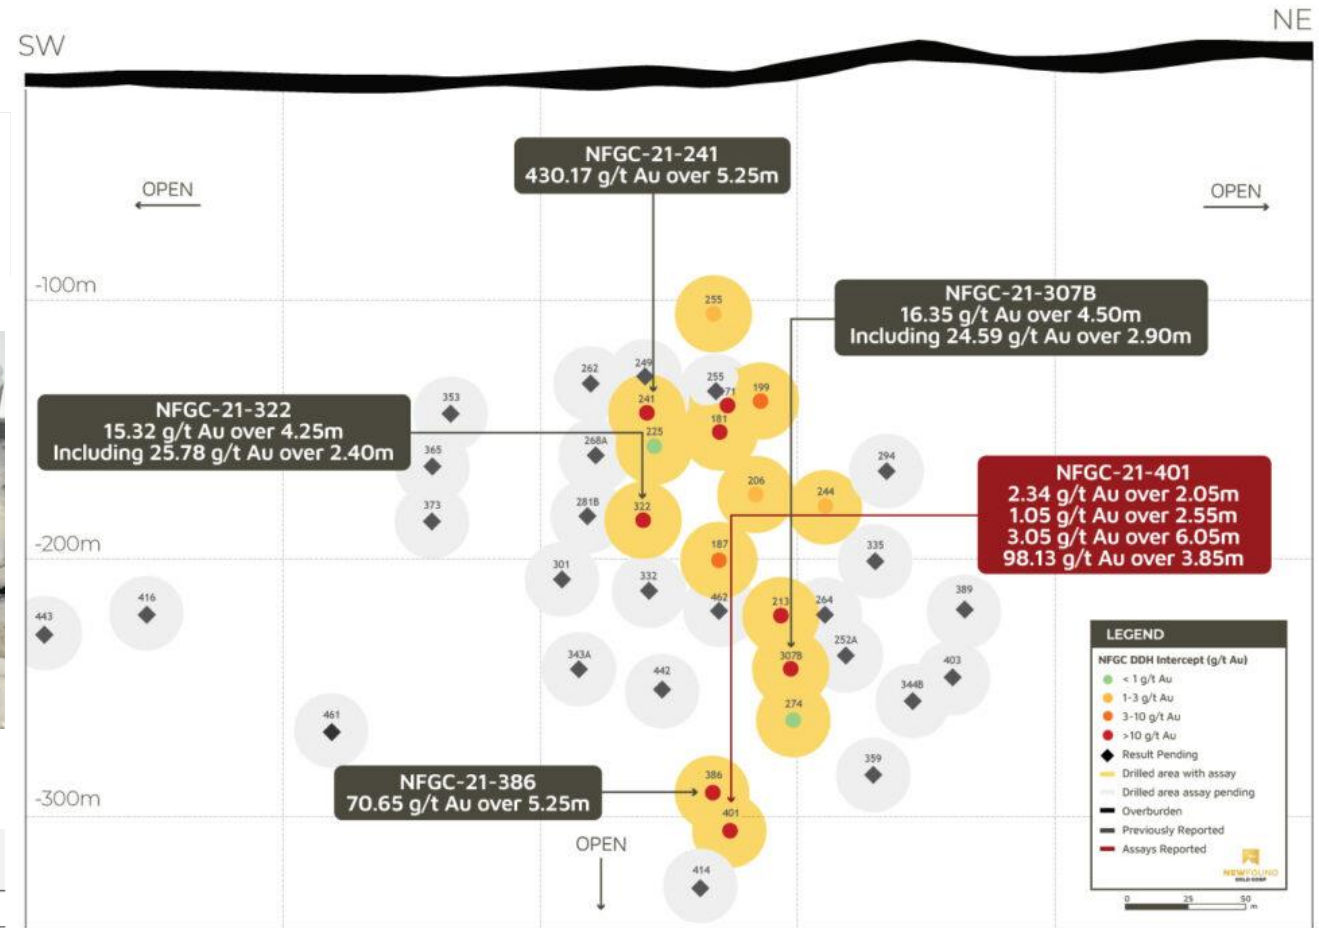 SW
NE
NFGC-21-241
430.17 g/t Au over 5.25m
OPEN
OPEN
-100m
NFGC-21-307B
16.35 g/t Au over 4.50m
Including 24.59 g/t Au over 2.90m
255
249
262
255
71
199
353
241
NFGC-21-322
15.32 g/t Au over 4.25m
Including 25.78 g/t Au over 2.40m
181
225
268A
365
294
NFGC-21-401
2.34 g/t Au over 2.05m
1.05 g/t Au over 2.55m
3.05 g/t Au over 6.05m
98.13 g/t Au over 3.85m
206
244
373
281B
322
-200m
187
335
301
332
462
213
264
389
416
443
343A
442
307B
252A
403
344B
274
461
359
NFGC-21-386
70.65 g/t Au over 5.25m
386
-300m
401
OPEN
414
LEGEND
NFGC DDH Intercept (g/t Au)
< 1 g/t Au
1-3 g/t Au
3-10 g/t Au
>10 g/t Au
Result Pending
Drilled area with assay
Drilled area assay pending
Overburden
Previously Reported
Assays Reported
NEWFOUND
GOLD CORP
0 25 50
m